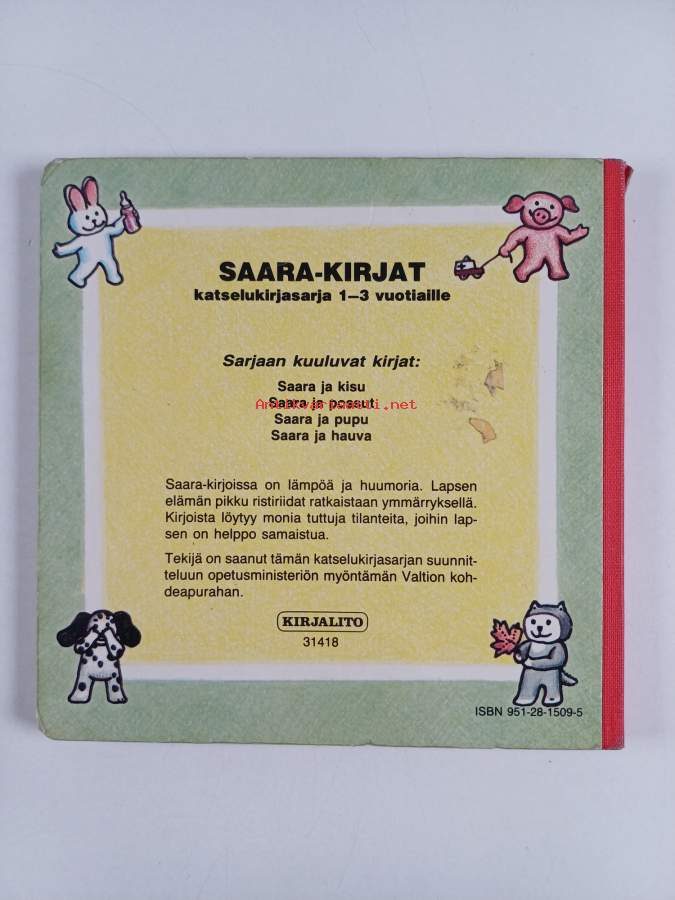 SAARA-KIRJAT
katselukirjasarja 1–3 vuotiaille
Sarjaan kuuluvat kirjat:
Saara ja kisu
Saara ja possut
Antikvariaatti.net
Saara ja pupu
Saara ja hauva
Saara-kirjoissa on lämpöä ja huumoria. Lapsen
elämän pikku ristiriidat ratkaistaan ymmärryksellä.
Kirjoista löytyy monia tuttuja tilanteita, joihin lap-
sen on helppo samaistua.
Tekijä on saanut tämän katselukirjasarjan suunnit-
teluun opetusministeriön myöntämän Valtion koh-
deapurahan.
KIRJALITO
31418
ISBN 951-28-1509-5